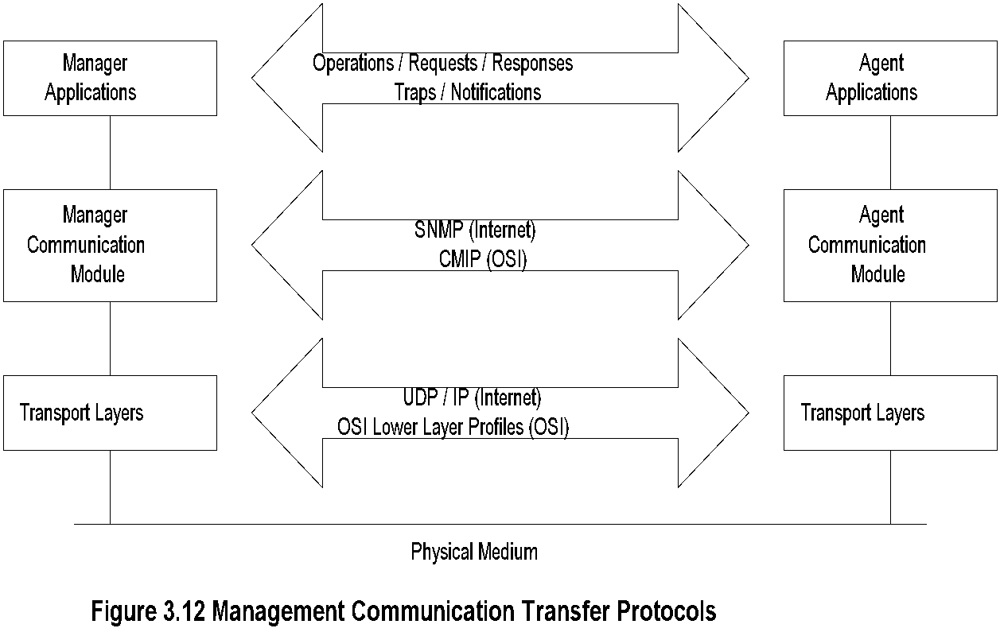 Manager
Applications
Operations / Requests / Responses
Traps / Notifications
Agent
Applications
Manager
Communication
Module
SNMP (Internet)
CMIP (OSI)
Agent
Communication
Module
Transport Layers
UDP / IP (Internet)
OSI Lower Layer Profiles (OSI)
Transport Layers
Physical Medium
Figure 3.12 Management Communication Transfer Protocols